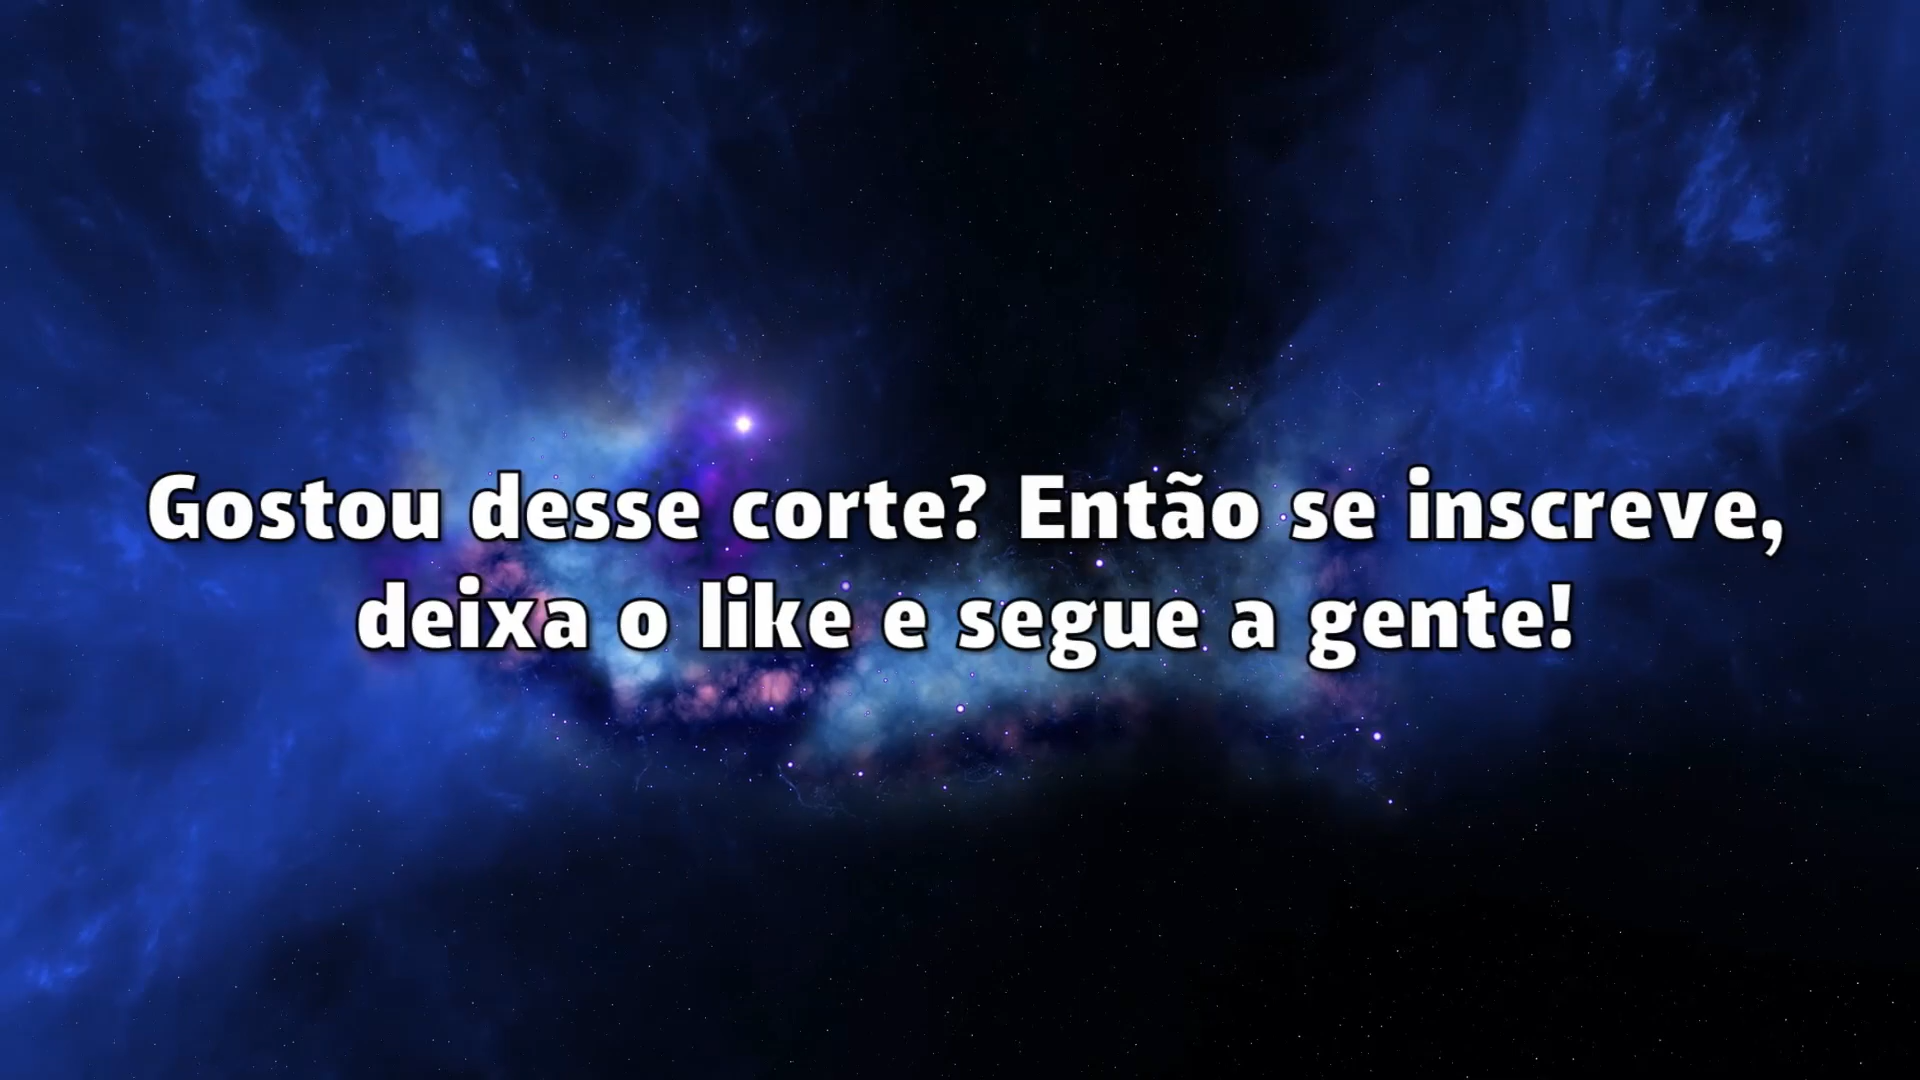 Gostou desse corte? Então se inscreve,
deixa o like e segue a gente!